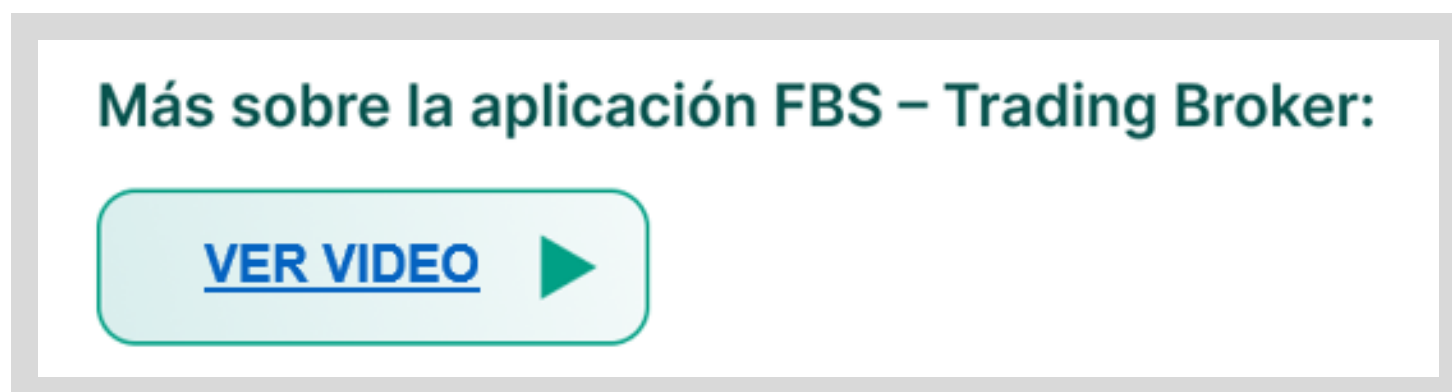 Más sobre la aplicación FBS – Trading Broker:
VER VIDEO